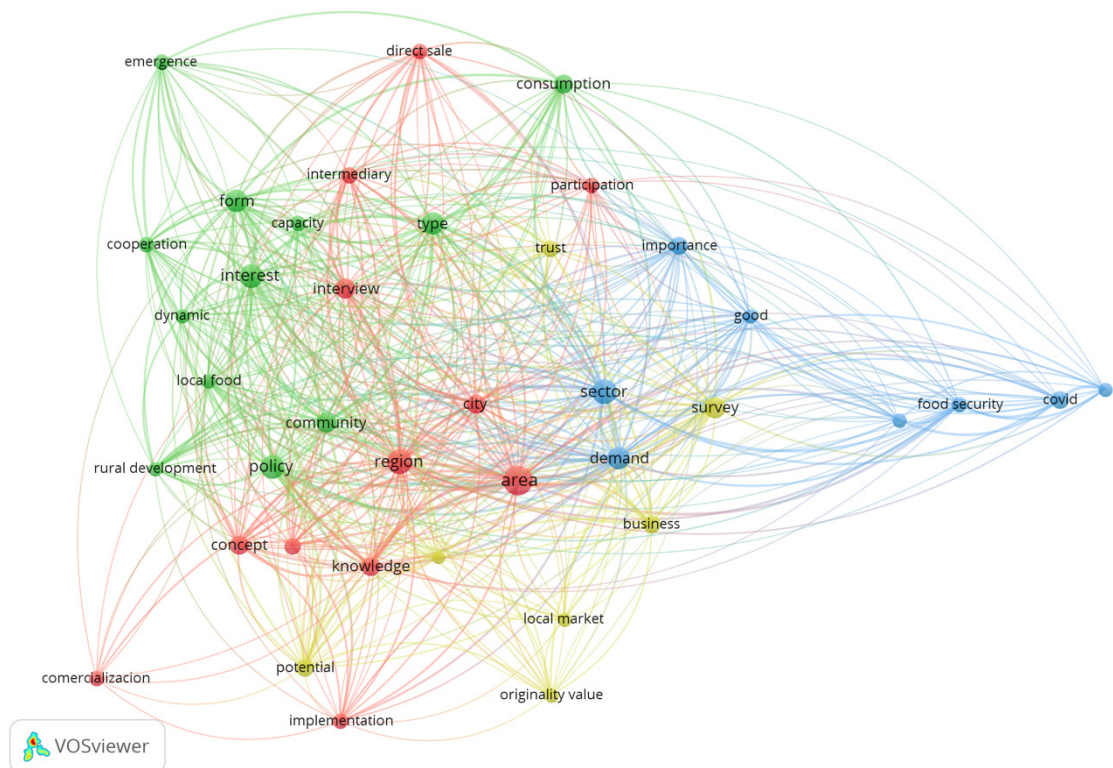 direct sale
emergence
consumption
intermediary
participation
form
capacity
type
cooperation
trust
importance
interest
interview
dynamic
good
local food
sector
city
survey
food security
covid
community
rural development
policy
region
demand
area
business
concept
knowledge
local market
potential
comercializacion
originality value
implementation
VOSviewer